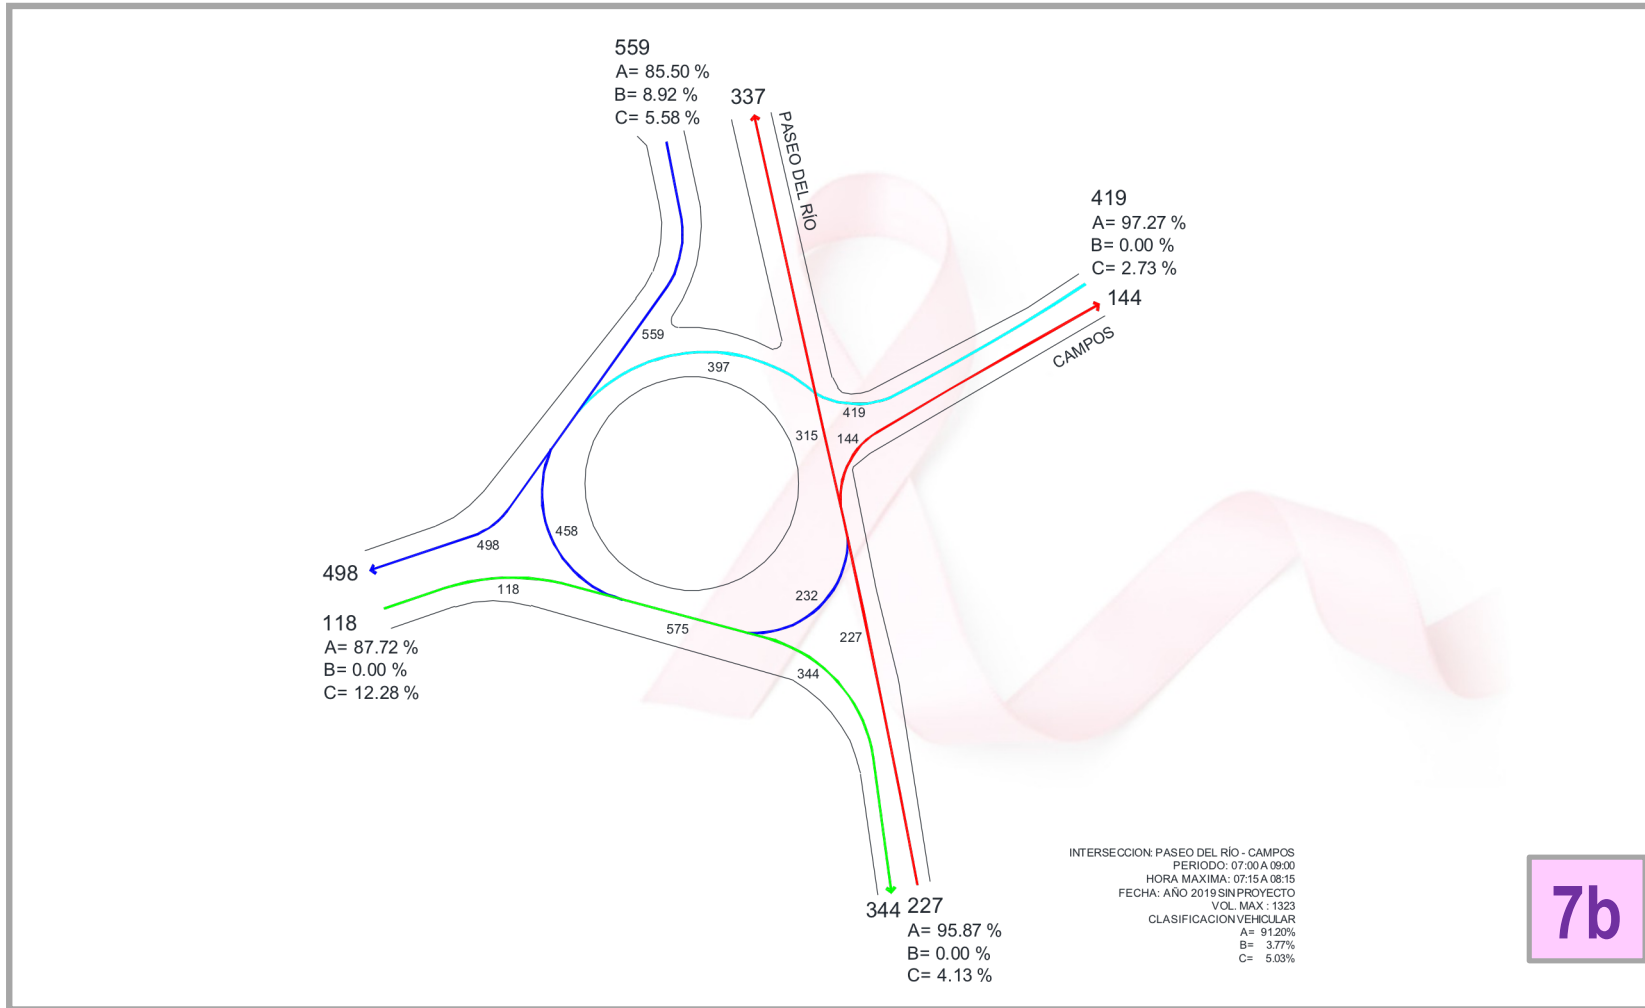 559
A= 85.50 %
B= 8.92 %
C= 5.58 %
337
PASEO DEL RÍO
419
A= 97.27 %
B= 0.00 %
C= 2.73 %
144
CAMPOS
559
397
419
315
144
458
498
498
118
232
118
A= 87.72 %
B= 0.00 %
C= 12.28 %
575
227
344
344
227
A= 95.87 %
B= 0.00 %
C= 4.13 %
INTERSECCION: PASEO DEL RÍO - CAMPOS
PERIODO: 07:00 A 09:00
HORA MAXIMA: 07:15 A 08:15
FECHA: AÑO 2019 SIN PROYECTO
VOL. MAX : 1323
CLASIFICACION VEHICULAR
A= 91.20%
B= 3.77%
C= 5.03%
7b